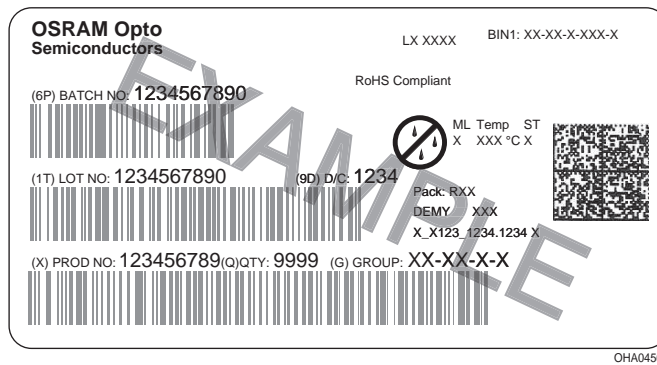 OSRAM Opto
Semiconductors
LX XXXX
BIN1: XX-XX-X-XXX-X
RoHS Compliant
(6P) BATCH NO: 1234567890
ML Temp ST
X XXX °C X
(1T) LOT NO: 1234567890
(9D) D/C: 1234
Pack: RXX
DEMY XXX
X_X123_1234.1234 X
(X) PROD NO: 123456789(Q)QTY: 9999 (G) GROUP: XX-XX-X-X
EXAMPLE